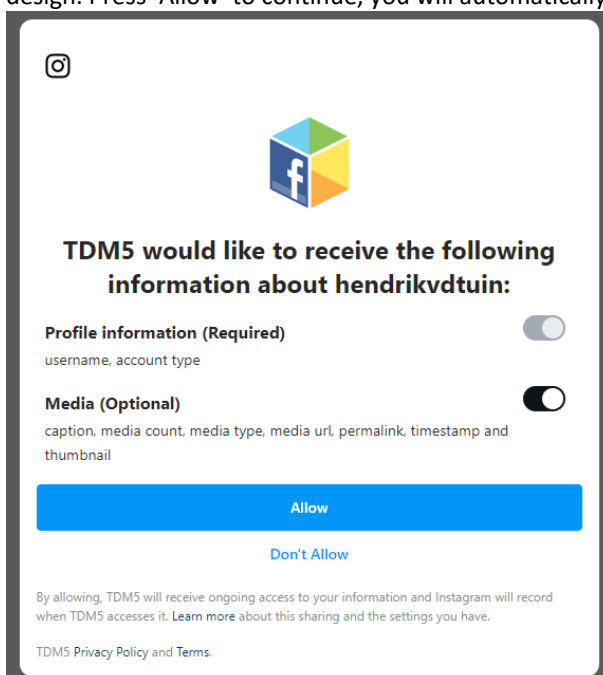 design. Press 'Allow' to continue, you will automatically
f
TDM5 would like to receive the following
information about hendrikvdtuin:
Profile information (Required)
username, account type
Media (Optional)
caption, media count, media type, media url, permalink, timestamp and
thumbnail
Allow
Don't Allow
By allowing, TDM5 will receive ongoing access to your information and Instagram will record
when TDM5 accesses it. Learn more about this sharing and the settings you have.
TDM5 Privacy Policy and Terms.